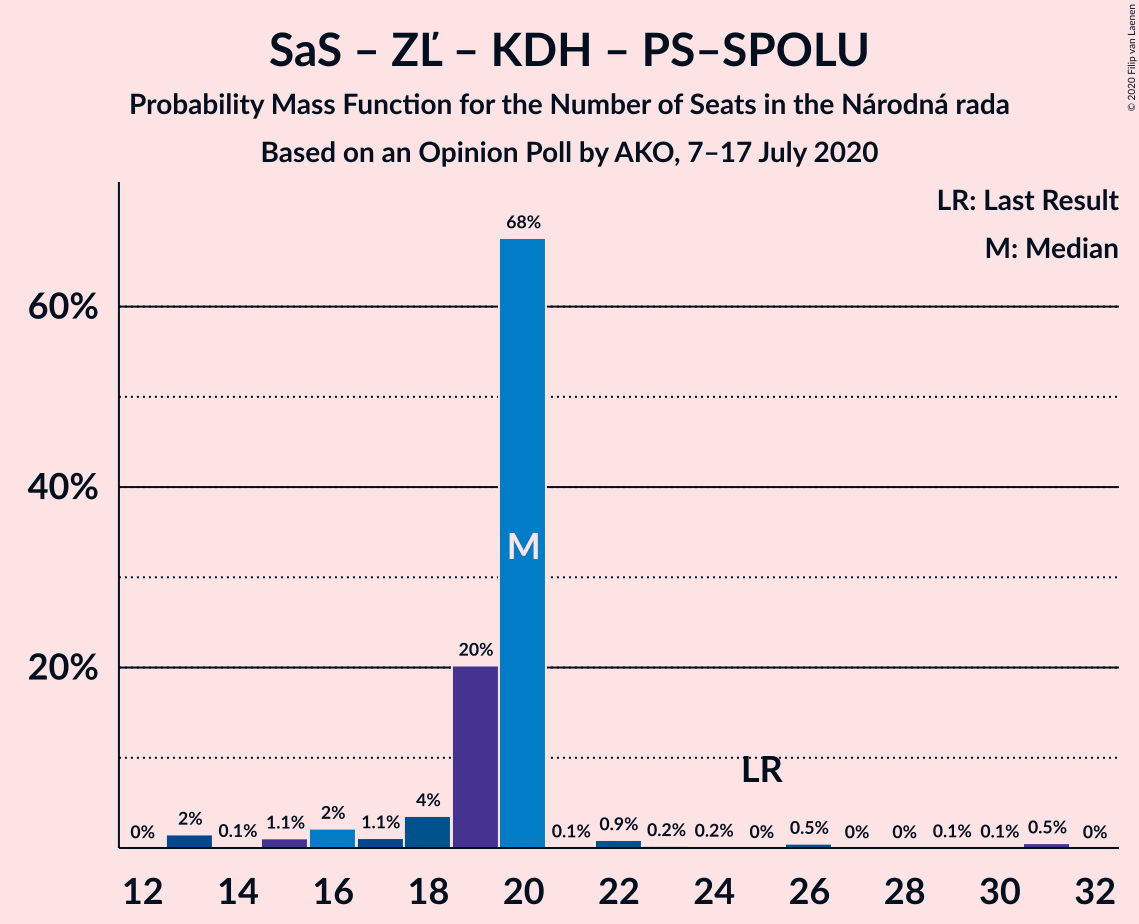 SaS – ZĽ – KDH – PS–SPOLU
Probability Mass Function for the Number of Seats in the Národná rada
Based on an Opinion Poll by AKO, 7–17 July 2020
© 2020 Filip van Laenen
LR: Last Result
M: Median
60%
40%
20%
0%
2%
0.1%
1.1%
2%
1.1%
4%
20%
68%
0.1%
0.9%
0.2%
0.2%
0%
0.5%
0%
0%
0.1%
0.1%
0.5%
0%
M
LR
12 14 16 18 20 22 24 26 28 30 32